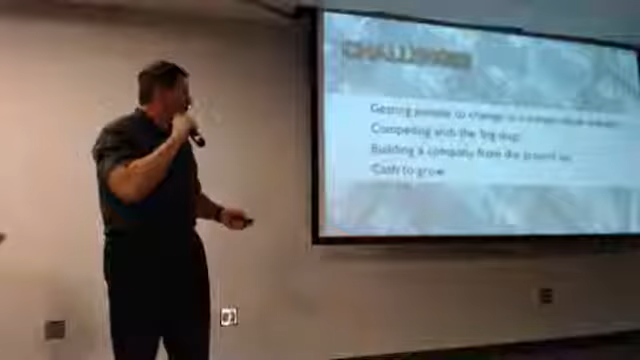 CHALLENGES
Getting people to change to a
Competing with the big dogs
Building a company from the ground up
Cash to grow